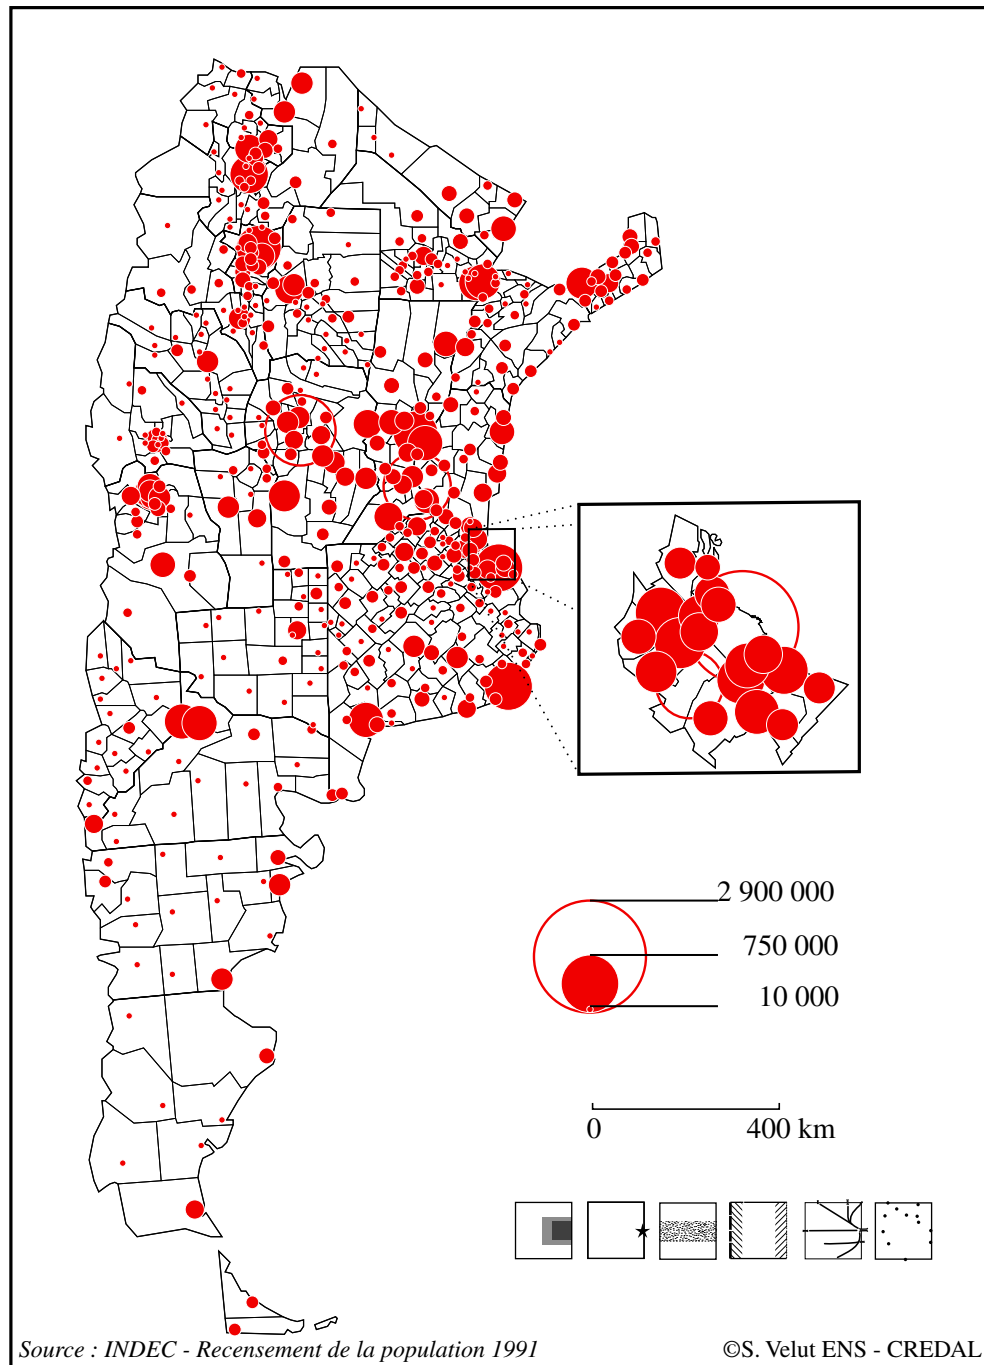 2 900 000
750 000
10 000
0 400 km
Source : INDEC - Recensement de la population 1991
©S. Velut ENS - CREDAL